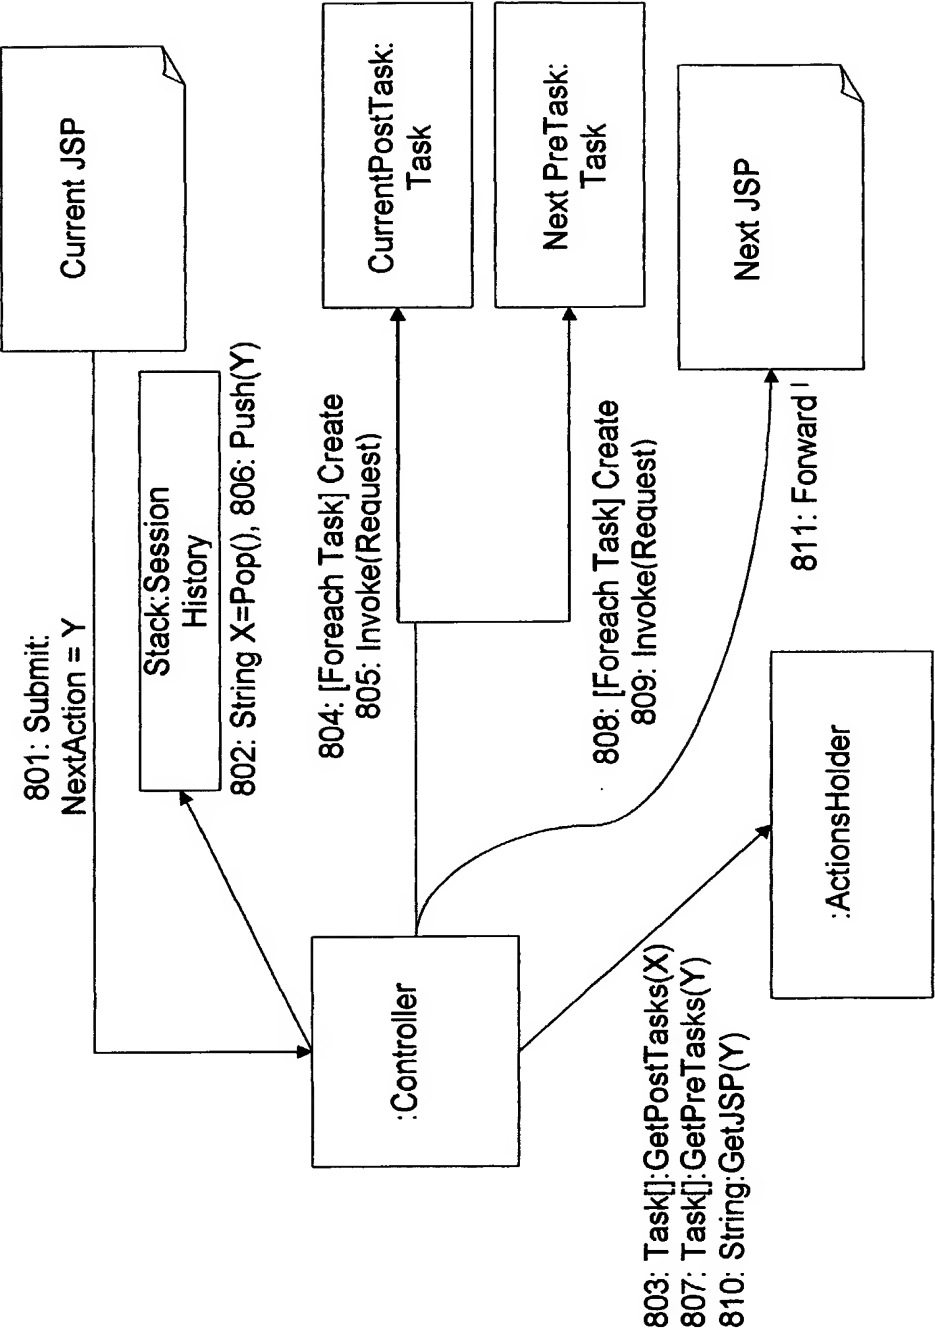 Current JSP
801: Submit:
NextAction = Y
Stack:Session
History
802: String X=Pop(), 806: Push(Y)
CurrentPostTask:
Task
804: [Foreach Task] Create
805: Invoke(Request)
Next PreTask:
Task
:Controller
808: [Foreach Task] Create
809: Invoke(Request)
Next JSP
811: Forward
803: Task[]:GetPostTasks(X)
807: Task[]:GetPreTasks(Y)
810: String:GetJSP(Y)
:ActionsHolder